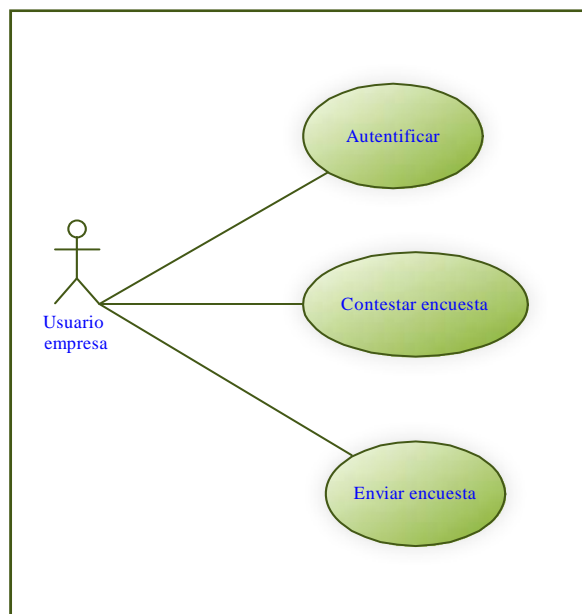 Autentificar
Contestar encuesta
Usuario
empresa
Enviar encuesta